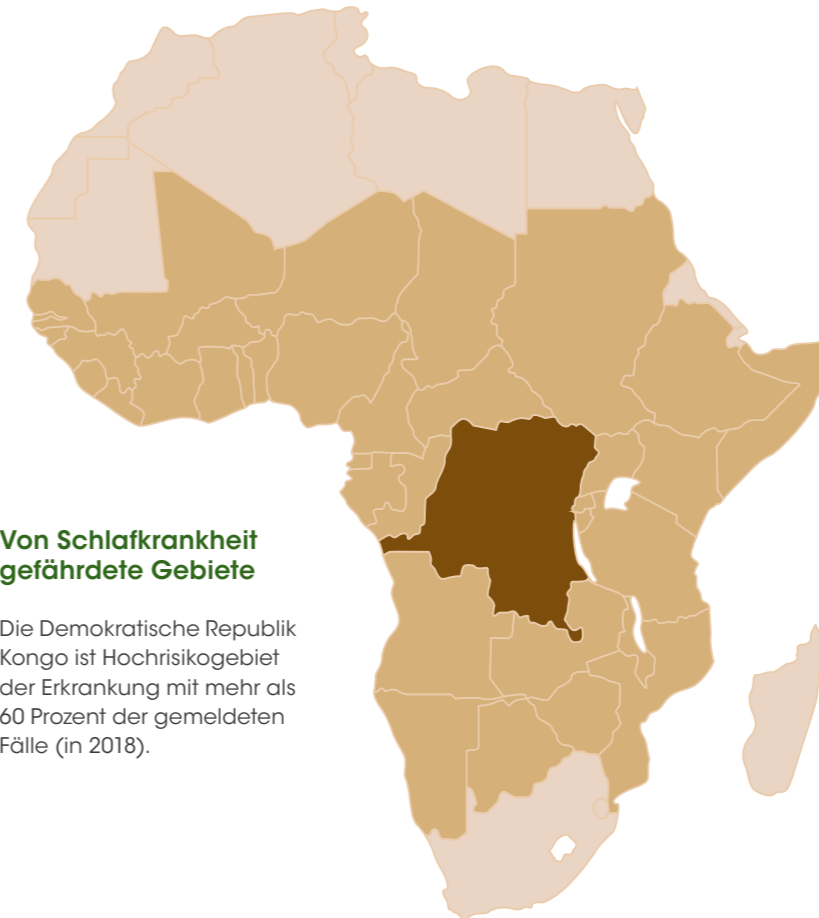 Von Schlafkrankheit
gefährdete Gebiete
Die Demokratische Republik
Kongo ist Hochrisikogebiet
der Erkrankung mit mehr als
60 Prozent der gemeldeten
Fälle (in 2018).